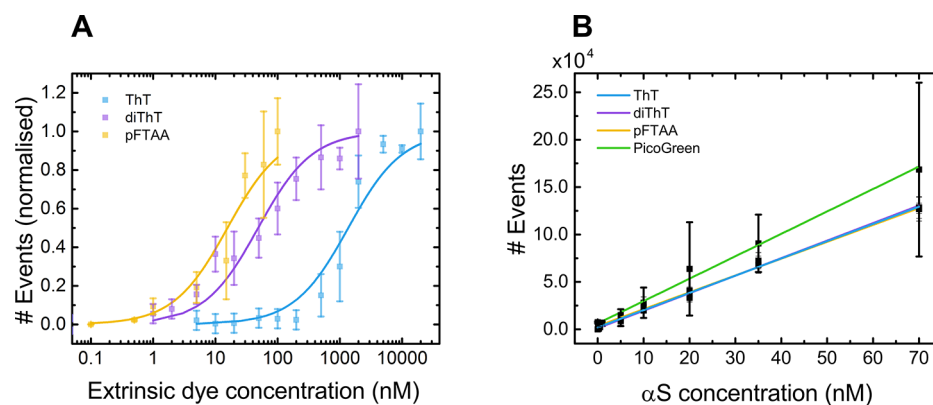 A
# Events (normalised)
1.2
1.0
0.8
0.6
0.4
0.2
0.0
ThT
diThT
pFTAA
0.1 1 10 100 1000 10000
Extrinsic dye concentration (nM)
B
x10⁴
# Events
25.0
20.0
15.0
10.0
5.0
0.0
ThT
diThT
pFTAA
PicoGreen
0 10 20 30 40 50 60 70
αS concentration (nM)